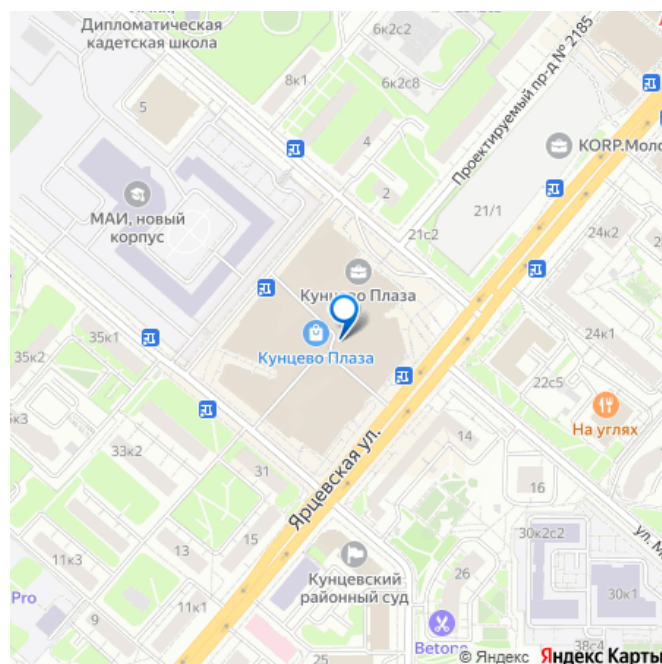 Дипломатическая
кадетская школа
6к2с2
8к1
6к2с8
Проектируемый пр-д № 2185
5
4
KORP.Моло
МАИ, новый
корпус
2
21/1
21с2
24к2
Кунцево Плаза
Кунцево Плаза
35к1
35к2
24к1
22с5
На углях
к3
33к2
31
Ярцевская ул.
14
16
15
13
11к3
30к2с2
ул. М
Кунцевский
районный суд
26
30к1
Pro
9
11к1
Betone
38с4
25
© Яндекс Яндекс Карты